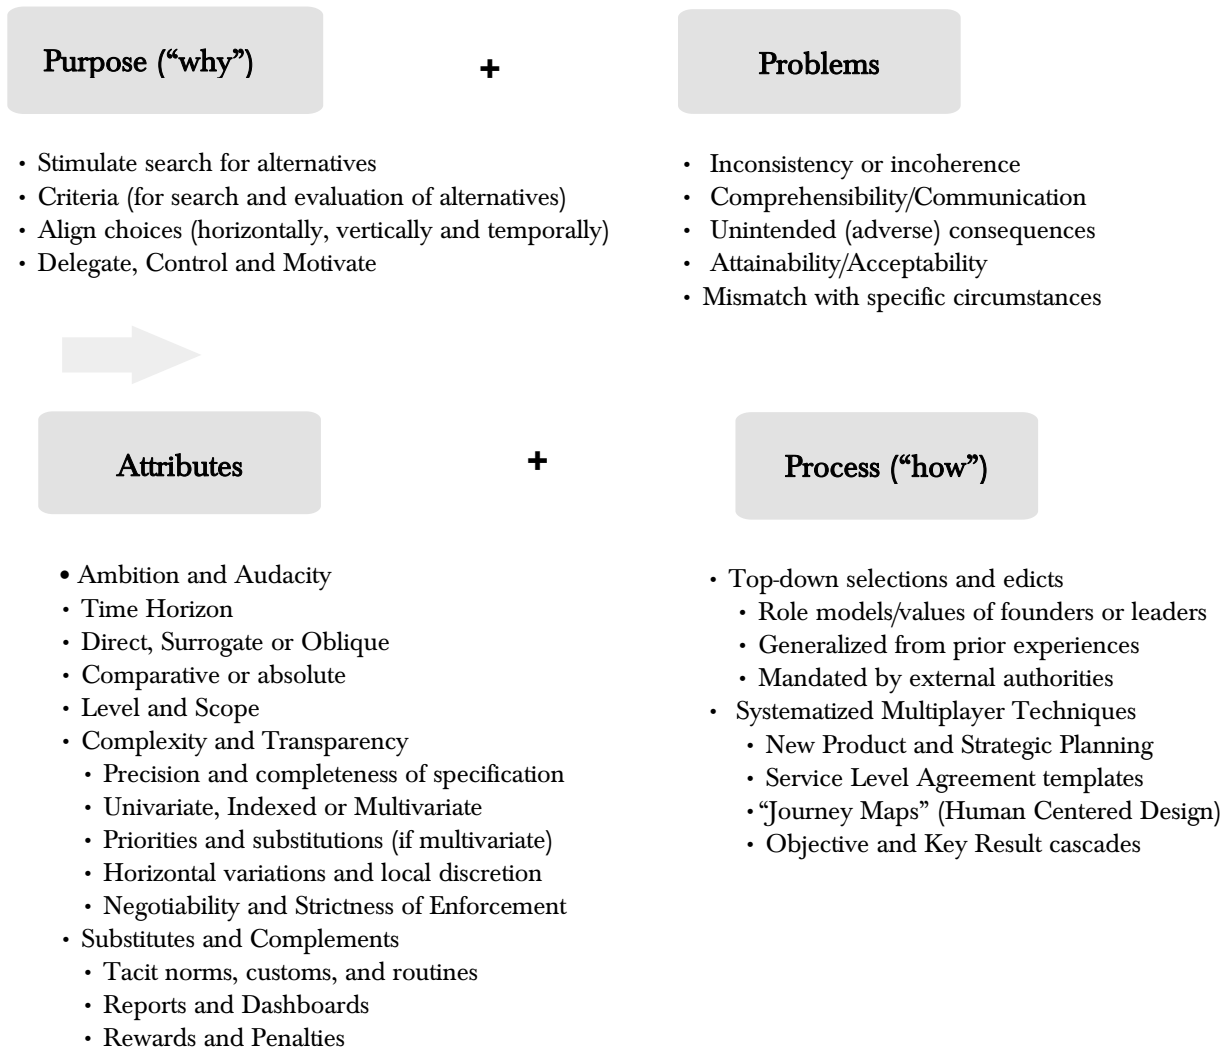 Purpose (“why”)
+
Problems
• Stimulate search for alternatives
• Criteria (for search and evaluation of alternatives)
• Align choices (horizontally, vertically and temporally)
• Delegate, Control and Motivate
• Inconsistency or incoherence
• Comprehensibility/Communication
• Unintended (adverse) consequences
• Attainability/Acceptability
• Mismatch with specific circumstances
Attributes
+
Process (“how”)
• Ambition and Audacity
• Time Horizon
• Direct, Surrogate or Oblique
• Comparative or absolute
• Level and Scope
• Complexity and Transparency
• Precision and completeness of specification
• Univariate, Indexed or Multivariate
• Priorities and substitutions (if multivariate)
• Horizontal variations and local discretion
• Negotiability and Strictness of Enforcement
• Substitutes and Complements
• Tacit norms, customs, and routines
• Reports and Dashboards
• Rewards and Penalties
• Top-down selections and edicts
• Role models/values of founders or leaders
• Generalized from prior experiences
• Mandated by external authorities
• Systematized Multiplayer Techniques
• New Product and Strategic Planning
• Service Level Agreement templates
• “Journey Maps” (Human Centered Design)
• Objective and Key Result cascades